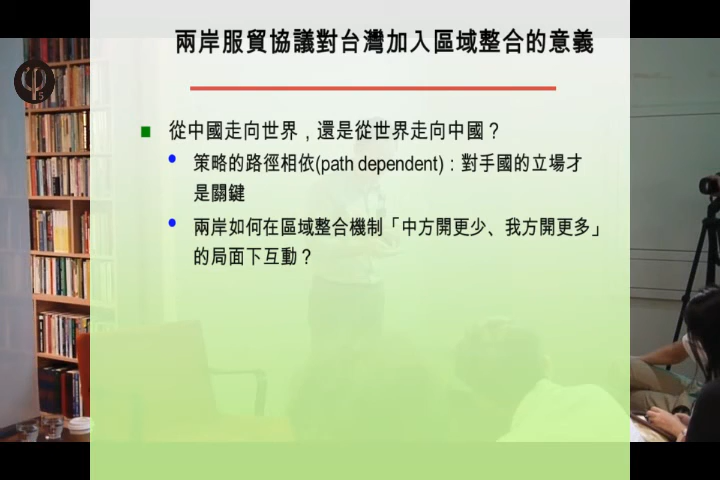 兩岸服貿協議對台灣加入區域整合的意義
φ5
從中國走向世界，還是從世界走向中國？
策略的路徑相依(path dependent)：對手國的立場才
是關鍵
兩岸如何在區域整合機制「中方開更少、我方開更多」
的局面下互動？